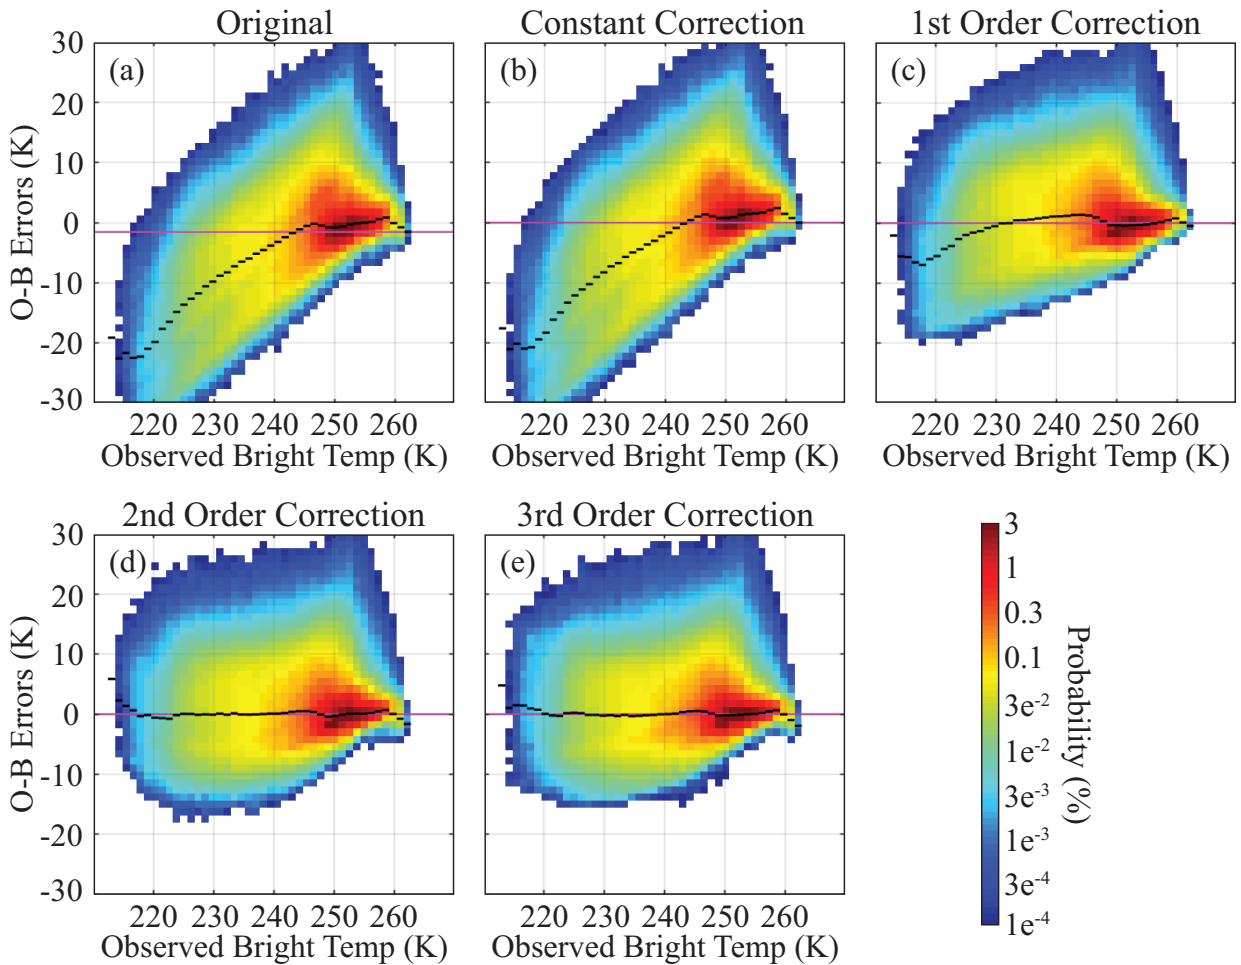 Original
Constant Correction
1st Order Correction
(a)
(b)
(c)
30
20
10
0
-10
-20
-30
O-B Errors (K)
220 230 240 250 260
220 230 240 250 260
220 230 240 250 260
Observed Bright Temp (K)
Observed Bright Temp (K)
Observed Bright Temp (K)
2nd Order Correction
3rd Order Correction
(d)
(e)
30
20
10
0
-10
-20
-30
O-B Errors (K)
220 230 240 250 260
220 230 240 250 260
Observed Bright Temp (K)
Observed Bright Temp (K)
3
1
0.3
0.1
3e-2
1e-2
3e-3
1e-3
3e-4
1e-4
Probability (%)